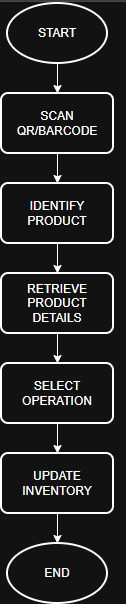 START
SCAN
QR/BARCODE
IDENTIFY
PRODUCT
RETRIEVE
PRODUCT
DETAILS
SELECT
OPERATION
UPDATE
INVENTORY
END